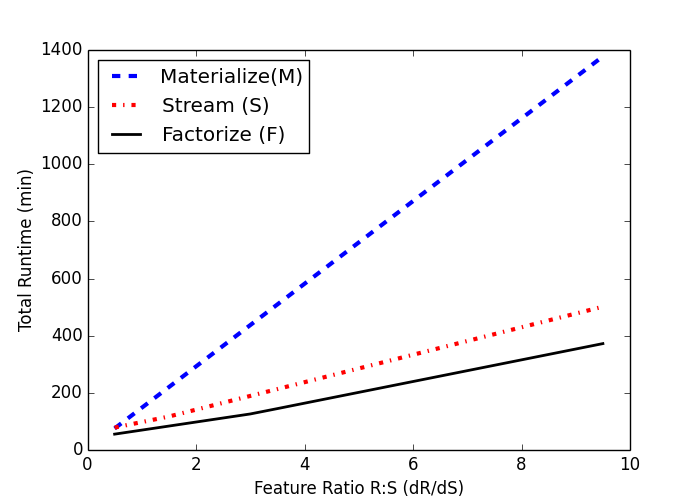 1400
1200
1000
800
600
400
200
0
Total Runtime (min)
Materialize(M)
Stream (S)
Factorize (F)
0 2 4 6 8 10
Feature Ratio R:S (dR/dS)